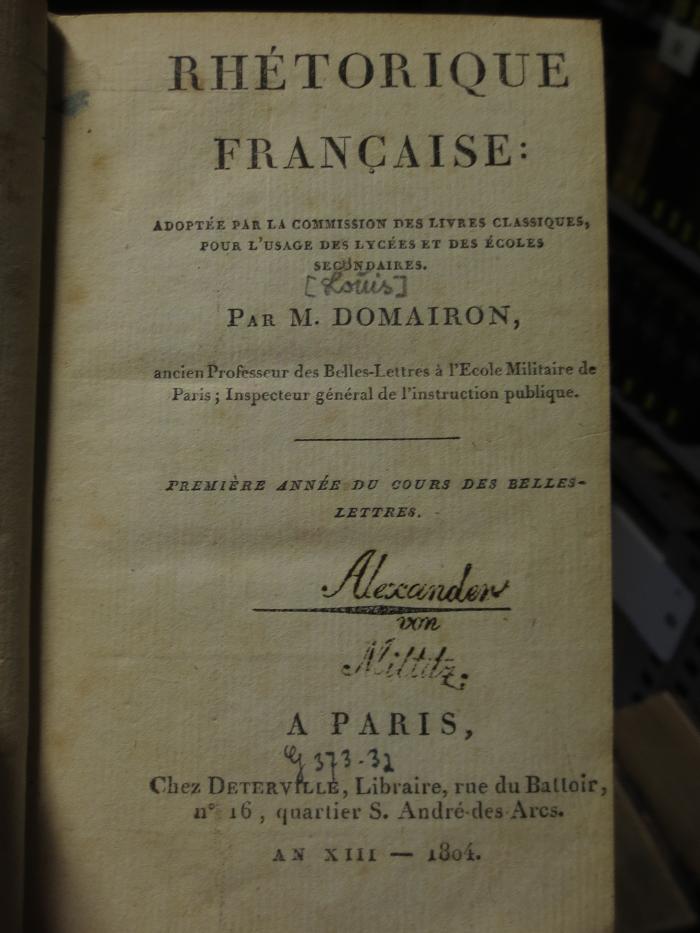 RHÉTORIQUE
FRANÇAISE:
ADOPTÉE PAR LA COMMISSION DES LIVRES CLASSIQUES,
POUR L'USAGE DES LYCÉES ET DES ÉCOLES
SECONDAIRES.
[Louis]
PAR M. DOMAIRON,
ancien Professeur des Belles-Lettres à l'Ecole Militaire de
Paris ; Inspecteur général de l'instruction publique.
PREMIÈRE ANNÉE DU COURS DES BELLES-
LETTRES.
Alexander
von
Miltitz.
A PARIS,
G 373-32
Chez DETERVILLE, Libraire, rue du Battoir,
n° 16, quartier S. André-des-Arcs.
AN XIII — 1804.